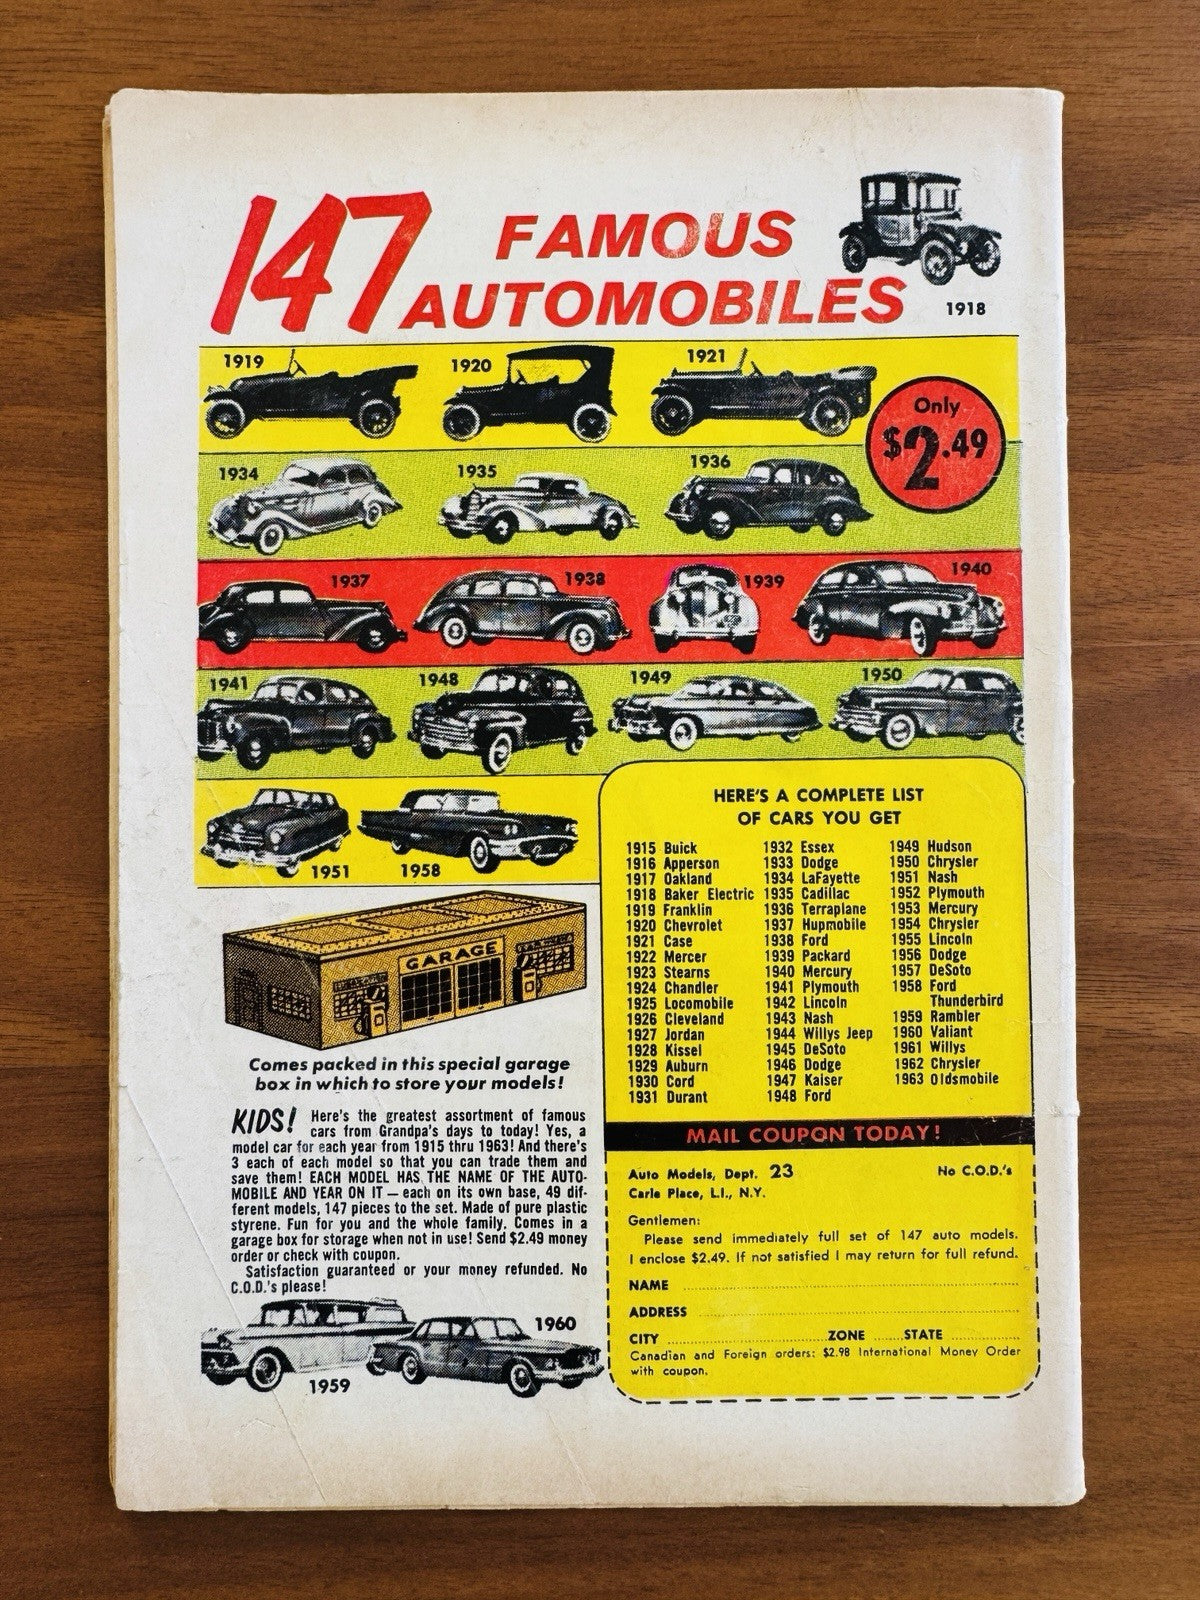 147 FAMOUS
AUTOMOBILES
1918
1919
1920
1921
Only
$2.49
1934
1935
1936
1937
1938
1939
1940
1941
1948
1949
1950
1951
1958
GARAGE
Comes packed in this special garage
box in which to store your models!
KIDS! Here's the greatest assortment of famous
cars from Grandpa's days to today! Yes, a
model car for each year from 1915 thru 1963! And there's
3 each of each model so that you can trade them and
save them! EACH MODEL HAS THE NAME OF THE AUTO-
MOBILE AND YEAR ON IT — each on its own base, 49 dif-
ferent models, 147 pieces to the set. Made of pure plastic
styrene. Fun for you and the whole family. Comes in a
garage box for storage when not in use! Send $2.49 money
order or check with coupon.
Satisfaction guaranteed or your money refunded. No
C.O.D.'s please!
1959
1960
HERE'S A COMPLETE LIST
OF CARS YOU GET
1915 Buick
1916 Apperson
1917 Oakland
1918 Baker Electric
1919 Franklin
1920 Chevrolet
1921 Case
1922 Mercer
1923 Stearns
1924 Chandler
1925 Locomobile
1926 Cleveland
1927 Jordan
1928 Kissel
1929 Auburn
1930 Cord
1931 Durant
1932 Essex
1933 Dodge
1934 LaFayette
1935 Cadillac
1936 Terraplane
1937 Hupmobile
1938 Ford
1939 Packard
1940 Mercury
1941 Plymouth
1942 Lincoln
1943 Nash
1944 Willys Jeep
1945 DeSoto
1946 Dodge
1947 Kaiser
1948 Ford
1949 Hudson
1950 Chrysler
1951 Nash
1952 Plymouth
1953 Mercury
1954 Chrysler
1955 Lincoln
1956 Dodge
1957 DeSoto
1958 Ford
Thunderbird
1959 Rambler
1960 Valiant
1961 Willys
1962 Chrysler
1963 Oldsmobile
MAIL COUPON TODAY!
Auto Models, Dept. 23 No C.O.D.'s
Carle Place, L.I., N.Y.
Gentlemen:
Please send immediately full set of 147 auto models.
I enclose $2.49. If not satisfied I may return for full refund.
NAME
ADDRESS
CITY ZONE STATE
Canadian and Foreign orders: $2.98 International Money Order
with coupon.